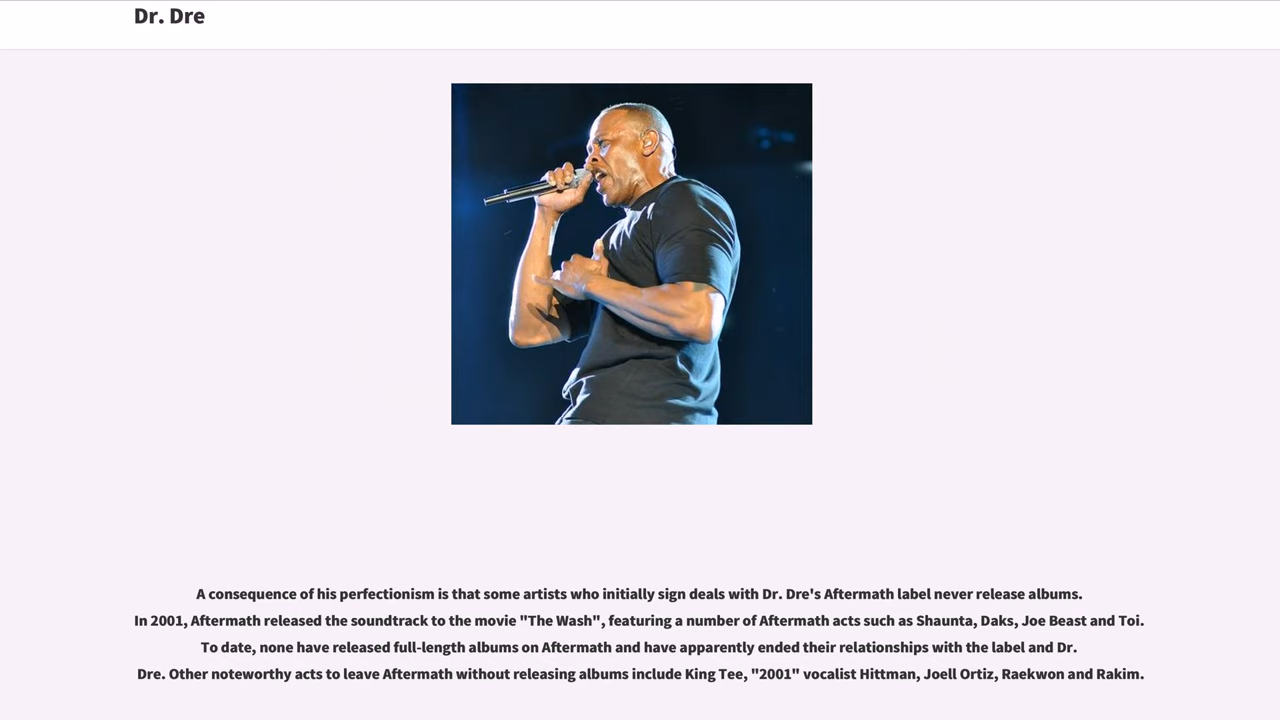 Dr. Dre
A consequence of his perfectionism is that some artists who initially sign deals with Dr. Dre's Aftermath label never release albums.
In 2001, Aftermath released the soundtrack to the movie "The Wash", featuring a number of Aftermath acts such as Shaunta, Daks, Joe Beast and Toi.
To date, none have released full-length albums on Aftermath and have apparently ended their relationships with the label and Dr.
Dre. Other noteworthy acts to leave Aftermath without releasing albums include King Tee, "2001" vocalist Hittman, Joell Ortiz, Raekwon and Rakim.